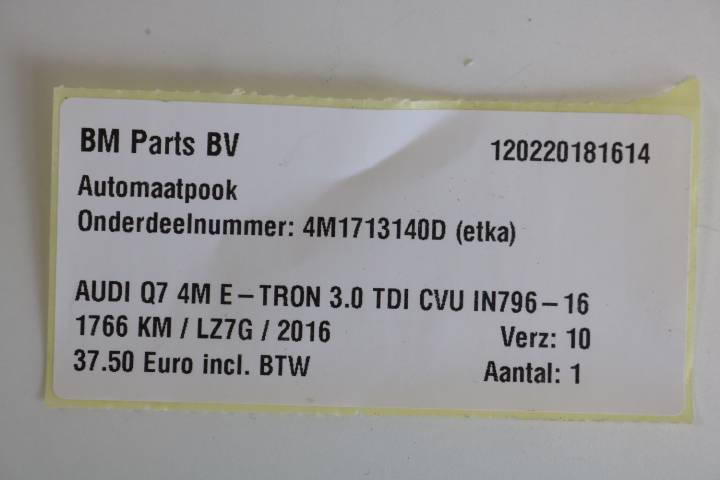 BM Parts BV 120220181614
Automaatpook
Onderdeelnummer: 4M1713140D (etka)
AUDI Q7 4M E-TRON 3.0 TDI CVU IN796-16
1766 KM / LZ7G / 2016 Verz: 10
37.50 Euro incl. BTW Aantal: 1